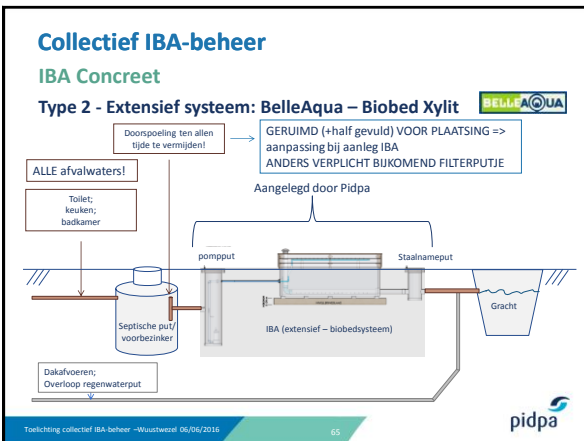 Collectief IBA-beheer
IBA Concreet
Type 2 - Extensief systeem: BelleAqua – Biobed Xylit
BELLEAQUA
Doorspoeling ten allen
tijde te vermijden!
GERUIMD (+half gevuld) VOOR PLAATSING =>
aanpassing bij aanleg IBA
ANDERS VERPLICHT BIJKOMEND FILTERPUTJE
ALLE afvalwaters!
Toilet;
keuken;
badkamer
Aangelegd door Pidpa
pompput
Staalnameput
Septische put/
voorbezinker
IBA (extensief – biobedsysteem)
Gracht
Dakafvoeren;
Overloop regenwaterput
Toelichting collectief IBA-beheer –Wuustwezel 06/06/2016
65
pidpa